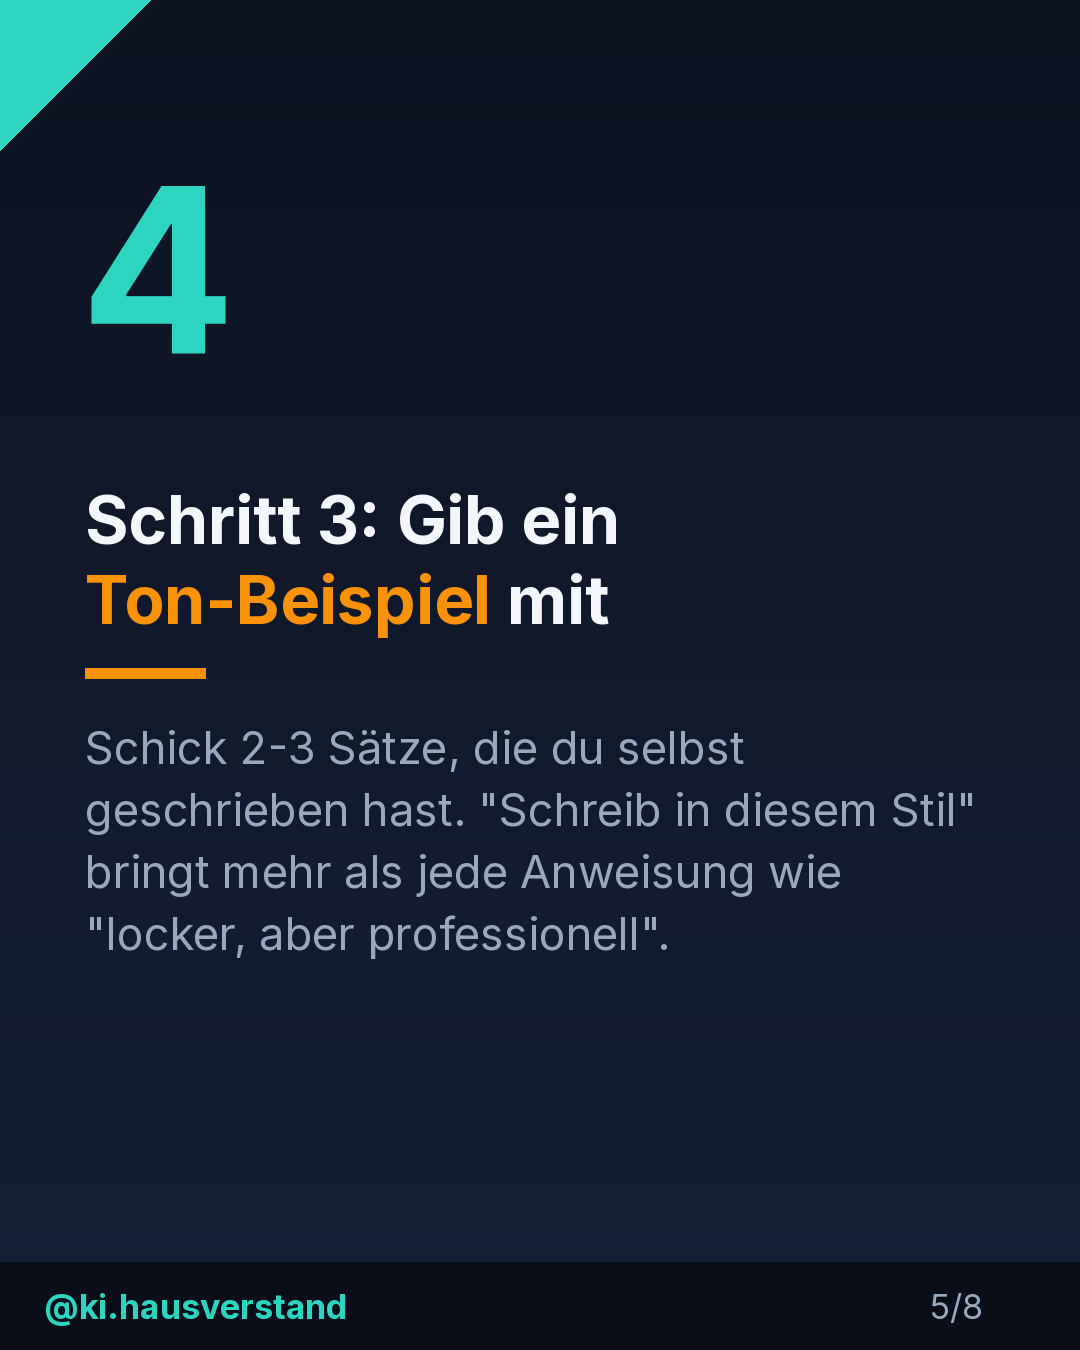 4
Schritt 3: Gib ein
Ton-Beispiel mit
Schick 2-3 Sätze, die du selbst
geschrieben hast. "Schreib in diesem Stil"
bringt mehr als jede Anweisung wie
"locker, aber professionell".
@ki.hausverstand
5/8